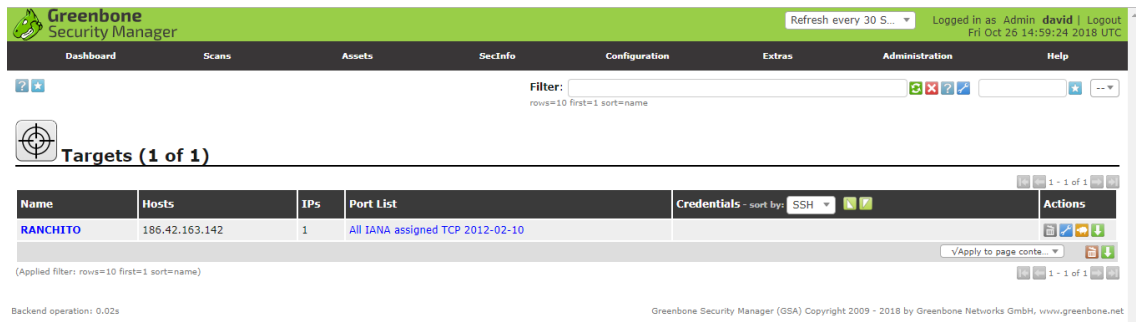 Greenbone
Security Manager
Refresh every 30 S...
Logged in as Admin david | Logout
Fri Oct 26 14:59:24 2018 UTC
Dashboard Scans Assets SecInfo Configuration Extras Administration Help
Filter:
--
rows=10 first=1 sort=name
Targets (1 of 1)
1 - 1 of 1
Name Hosts IPs Port List Credentials - sort by: SSH Actions
RANCHITO 186.42.163.142 1 All IANA assigned TCP 2012-02-10
√Apply to page conte...
(Applied filter: rows=10 first=1 sort=name)
1 - 1 of 1
Backend operation: 0.02s
Greenbone Security Manager (GSA) Copyright 2009 - 2018 by Greenbone Networks GmbH, www.greenbone.net